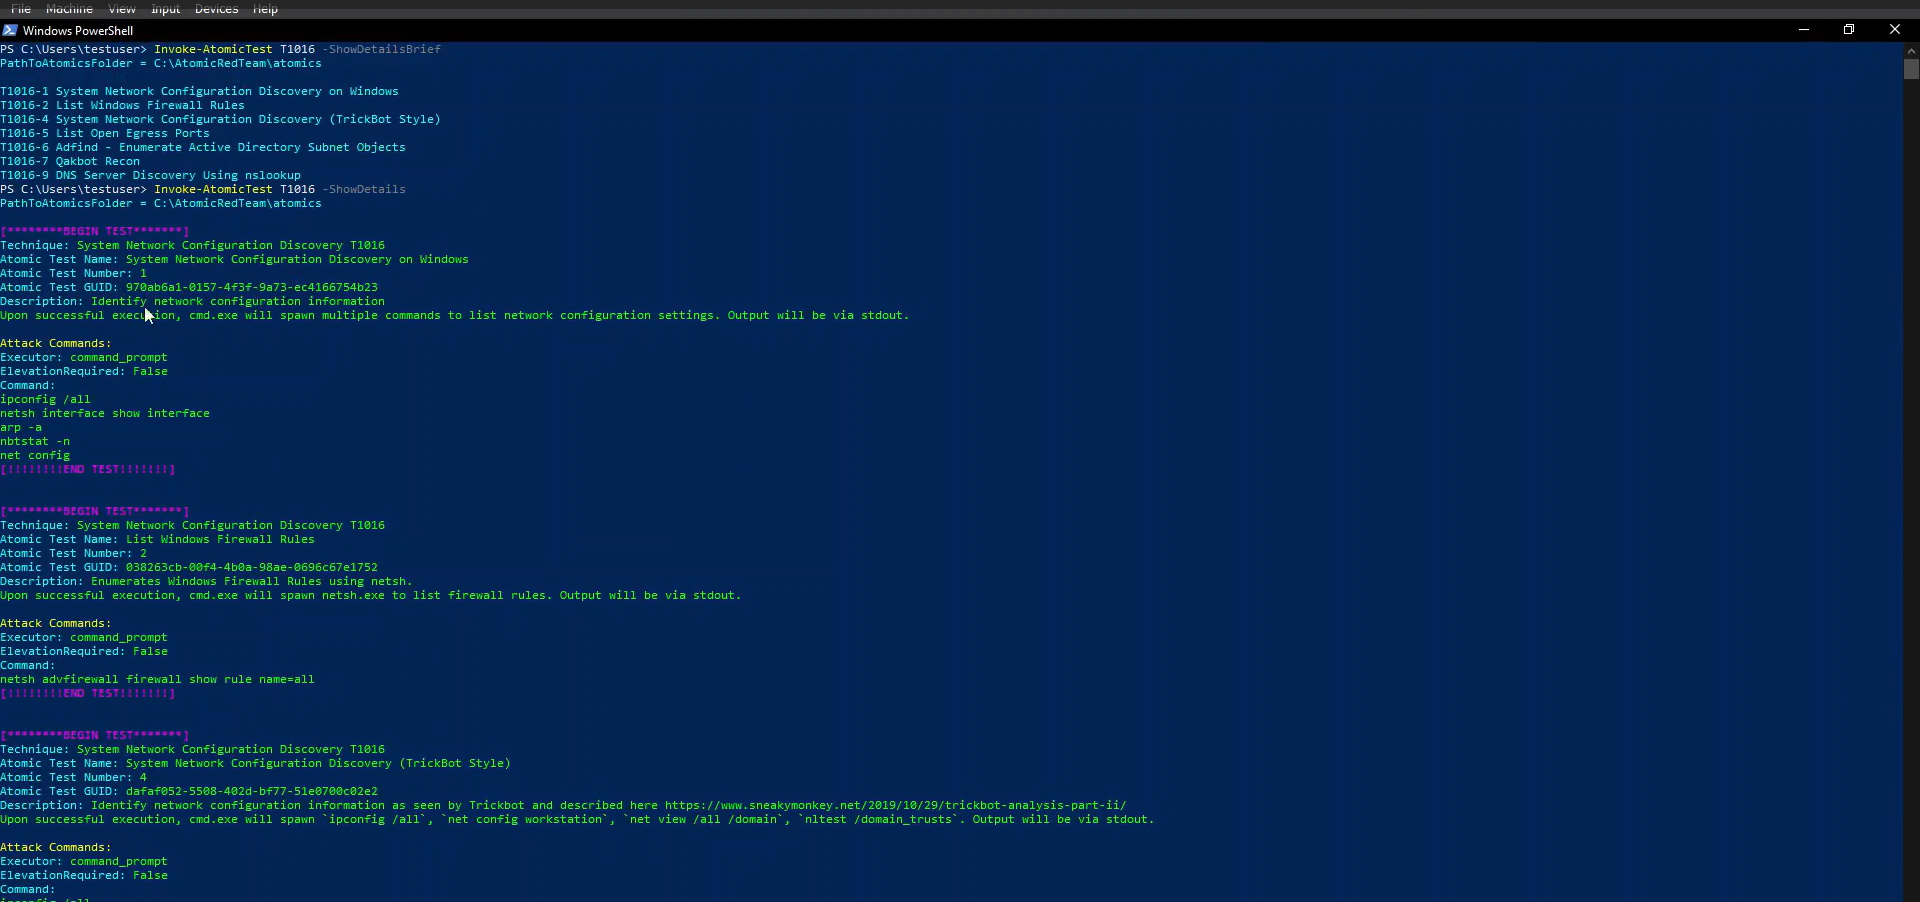 File Machine View Input Devices Help
Windows PowerShell
PS C:\Users\testuser> Invoke-AtomicTest T1016 -ShowDetailsBrief
PathToAtomicsFolder = C:\AtomicRedTeam\atomics
T1016-1 System Network Configuration Discovery on Windows
T1016-2 List Windows Firewall Rules
T1016-4 System Network Configuration Discovery (TrickBot Style)
T1016-5 List Open Egress Ports
T1016-6 Adfind - Enumerate Active Directory Subnet Objects
T1016-7 Qakbot Recon
T1016-9 DNS Server Discovery Using nslookup
PS C:\Users\testuser> Invoke-AtomicTest T1016 -ShowDetails
PathToAtomicsFolder = C:\AtomicRedTeam\atomics
[********BEGIN TEST*******]
Technique: System Network Configuration Discovery T1016
Atomic Test Name: System Network Configuration Discovery on Windows
Atomic Test Number: 1
Atomic Test GUID: 970ab6a1-0157-4f3f-9a73-ec4166754b23
Description: Identify network configuration information
Upon successful execution, cmd.exe will spawn multiple commands to list network configuration settings. Output will be via stdout.
Attack Commands:
Executor: command_prompt
ElevationRequired: False
Command:
ipconfig /all
netsh interface show interface
arp -a
nbtstat -n
net config
[!!!!!!!!END TEST!!!!!!!]
[********BEGIN TEST*******]
Technique: System Network Configuration Discovery T1016
Atomic Test Name: List Windows Firewall Rules
Atomic Test Number: 2
Atomic Test GUID: 038263cb-00f4-4b0a-98ae-0696c67e1752
Description: Enumerates Windows Firewall Rules using netsh.
Upon successful execution, cmd.exe will spawn netsh.exe to list firewall rules. Output will be via stdout.
Attack Commands:
Executor: command_prompt
ElevationRequired: False
Command:
netsh advfirewall firewall show rule name=all
[!!!!!!!!END TEST!!!!!!!]
[********BEGIN TEST*******]
Technique: System Network Configuration Discovery T1016
Atomic Test Name: System Network Configuration Discovery (TrickBot Style)
Atomic Test Number: 4
Atomic Test GUID: dafaf052-5508-402d-bf77-51e0700c02e2
Description: Identify network configuration information as seen by Trickbot and described here https://www.sneakymonkey.net/2019/10/29/trickbot-analysis-part-ii/
Upon successful execution, cmd.exe will spawn `ipconfig /all`, `net config workstation`, `net view /all /domain`, `nltest /domain_trusts`. Output will be via stdout.
Attack Commands:
Executor: command_prompt
ElevationRequired: False
Command: